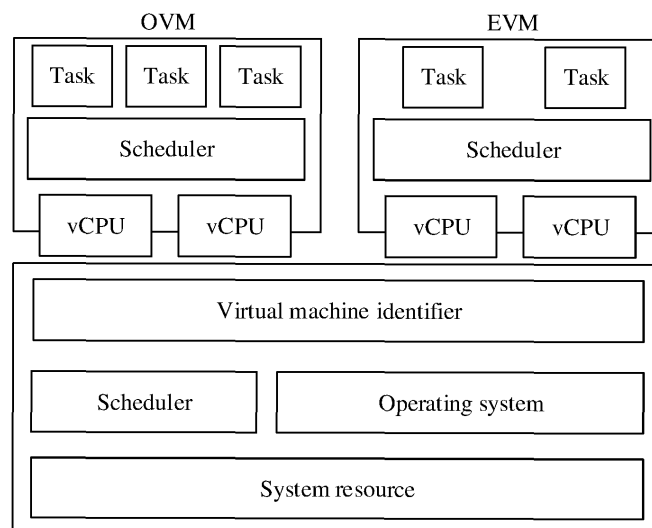 OVM EVM
Task Task Task Task Task
Scheduler Scheduler
vCPU vCPU vCPU vCPU
Virtual machine identifier
Scheduler Operating system
System resource